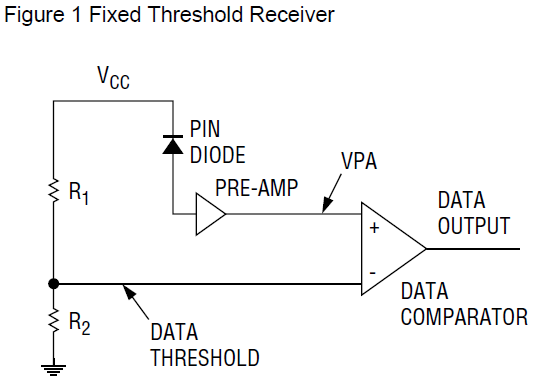 Figure 1 Fixed Threshold Receiver
VCC
PIN
DIODE
VPA
R1
PRE-AMP
DATA
OUTPUT
+
-
DATA
COMPARATOR
R2
DATA
THRESHOLD